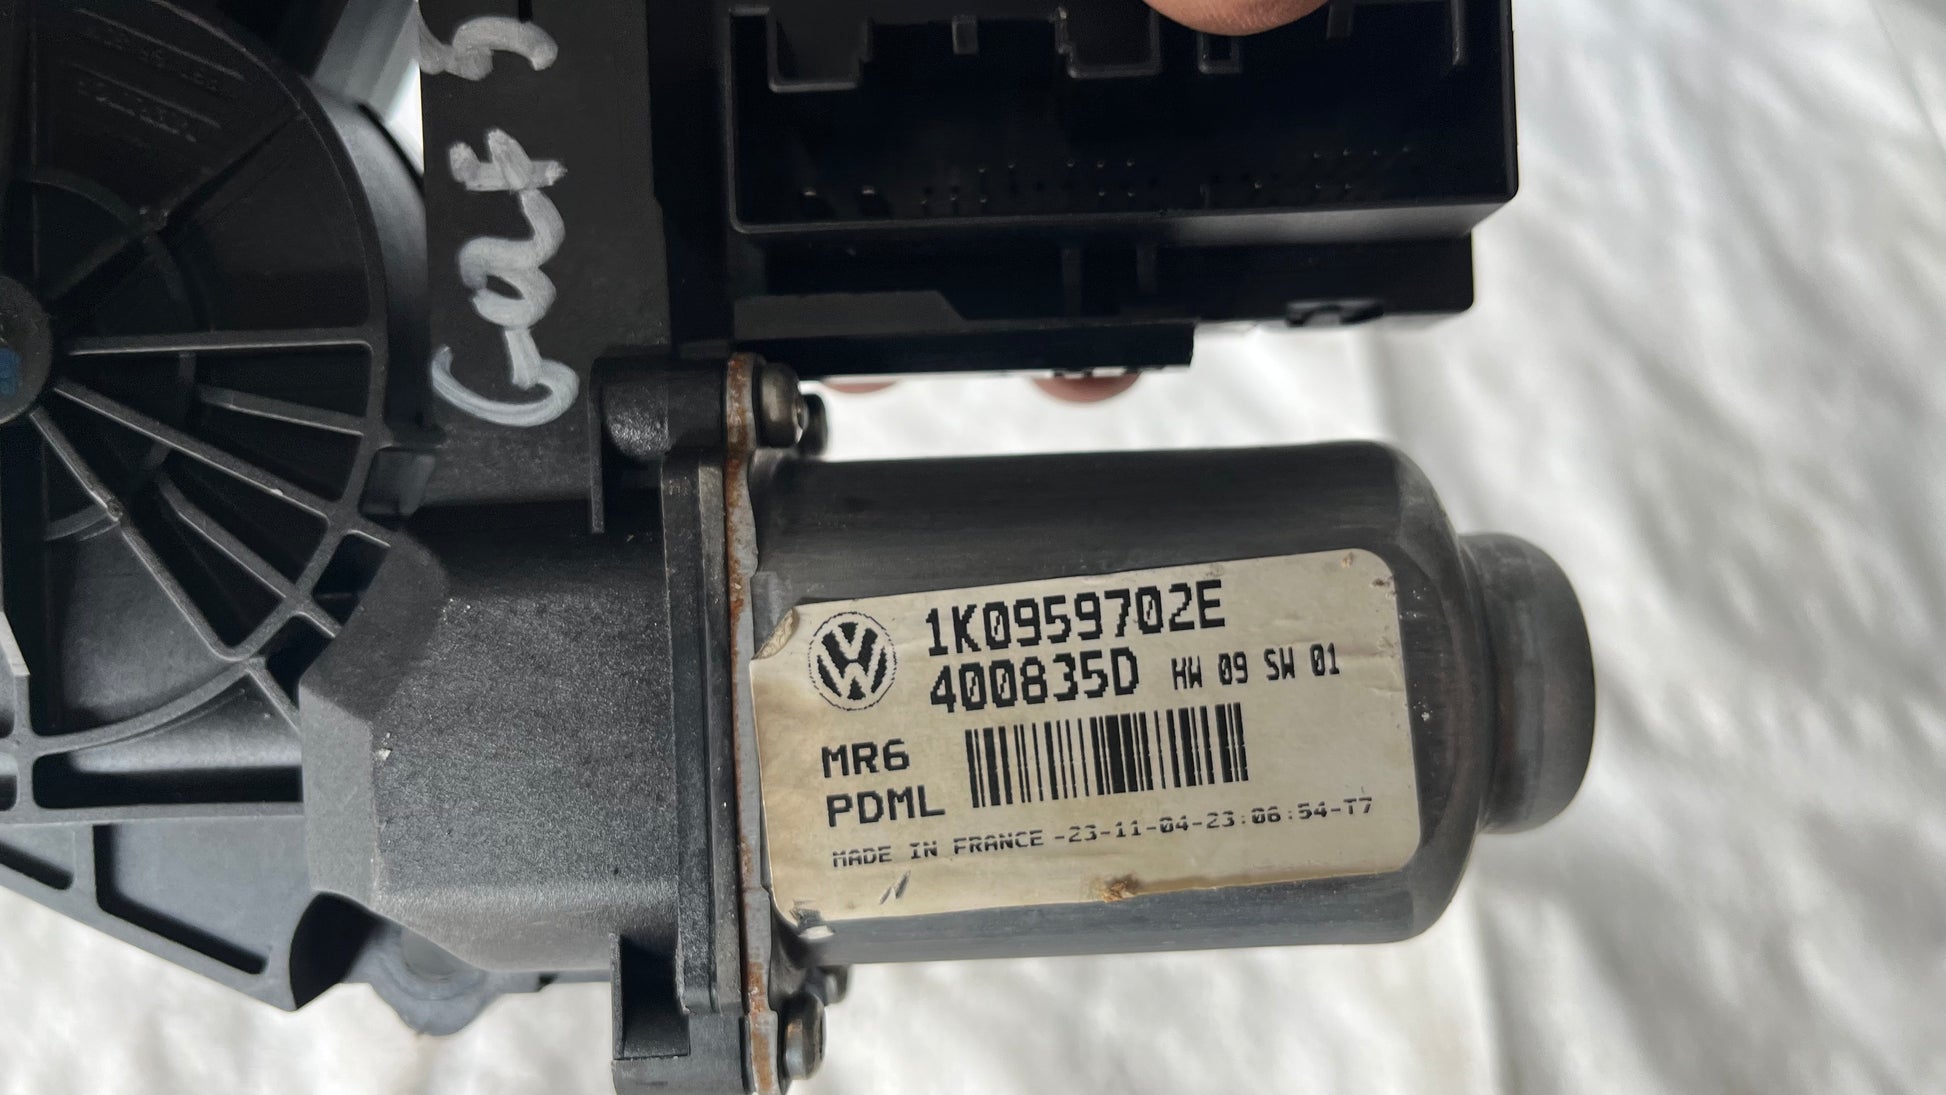 Golf 5
1K0959702E
400835D HW 09 SW 01
MR6
PDML
MADE IN FRANCE -23-11-04-23:06:54-T7